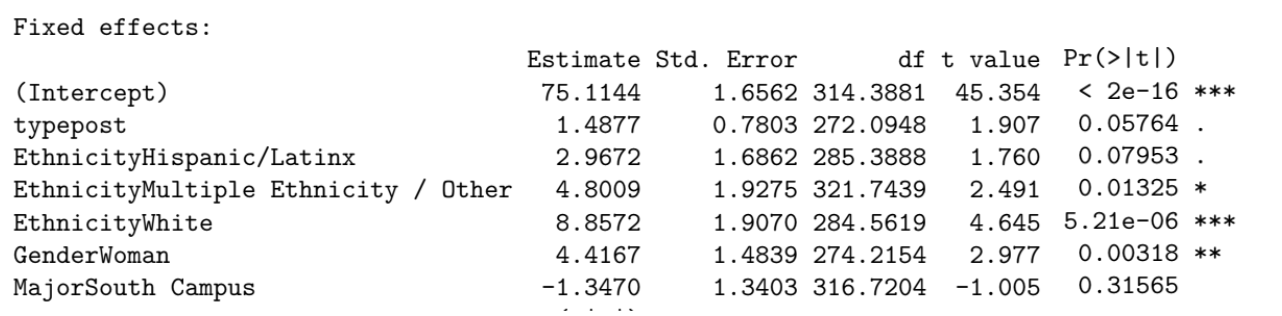 Fixed effects:
Estimate Std. Error df t value Pr(>|t|)
(Intercept) 75.1144 1.6562 314.3881 45.354 < 2e-16 ***
typepost 1.4877 0.7803 272.0948 1.907 0.05764 .
EthnicityHispanic/Latinx 2.9672 1.6862 285.3888 1.760 0.07953 .
EthnicityMultiple Ethnicity / Other 4.8009 1.9275 321.7439 2.491 0.01325 *
EthnicityWhite 8.8572 1.9070 284.5619 4.645 5.21e-06 ***
GenderWoman 4.4167 1.4839 274.2154 2.977 0.00318 **
MajorSouth Campus -1.3470 1.3403 316.7204 -1.005 0.31565